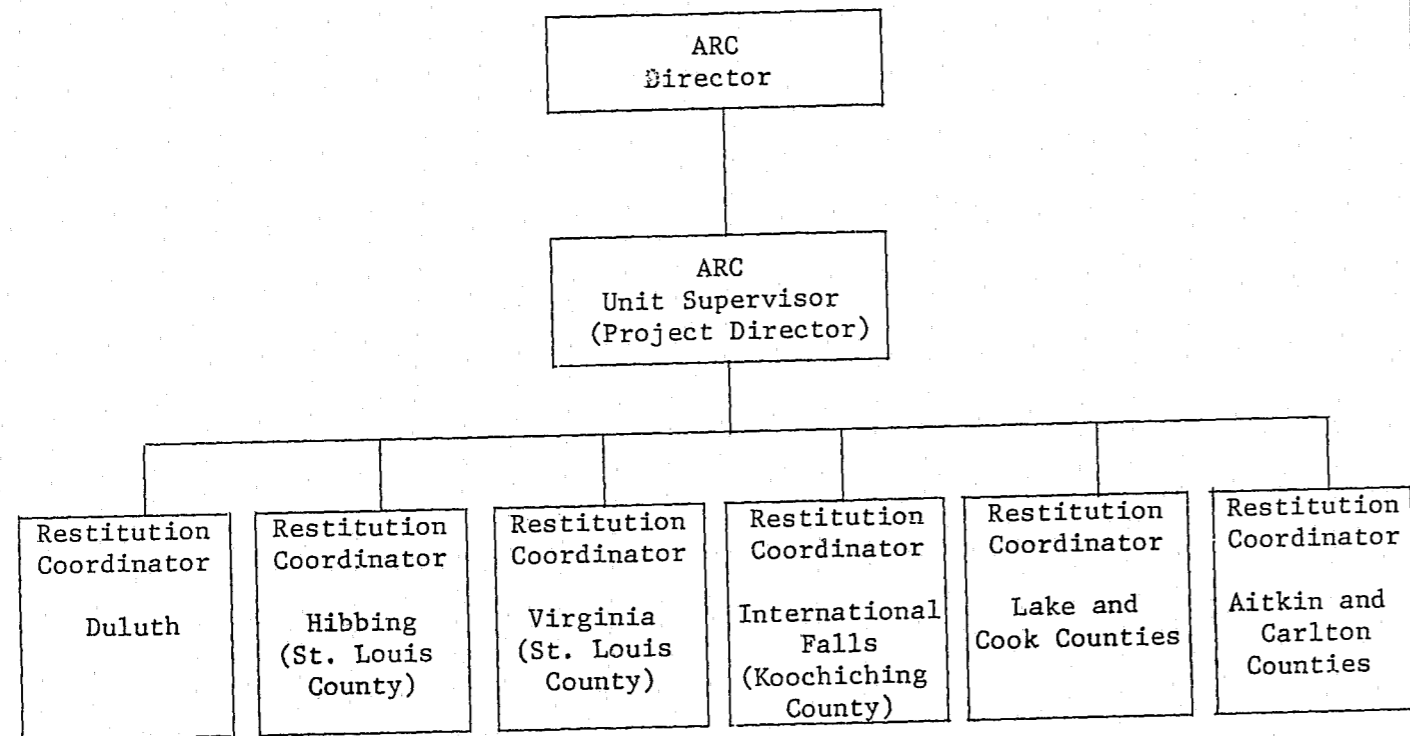 ARC
Director
ARC
Unit Supervisor
(Project Director)
Restitution
Coordinator
Duluth
Restitution
Coordinator
Hibbing
(St. Louis
County)
Restitution
Coordinator
Virginia
(St. Louis
County)
Restitution
Coordinator
International
Falls
(Koochiching
County)
Restitution
Coordinator
Lake and
Cook Counties
Restitution
Coordinator
Aitkin and
Carlton
Counties